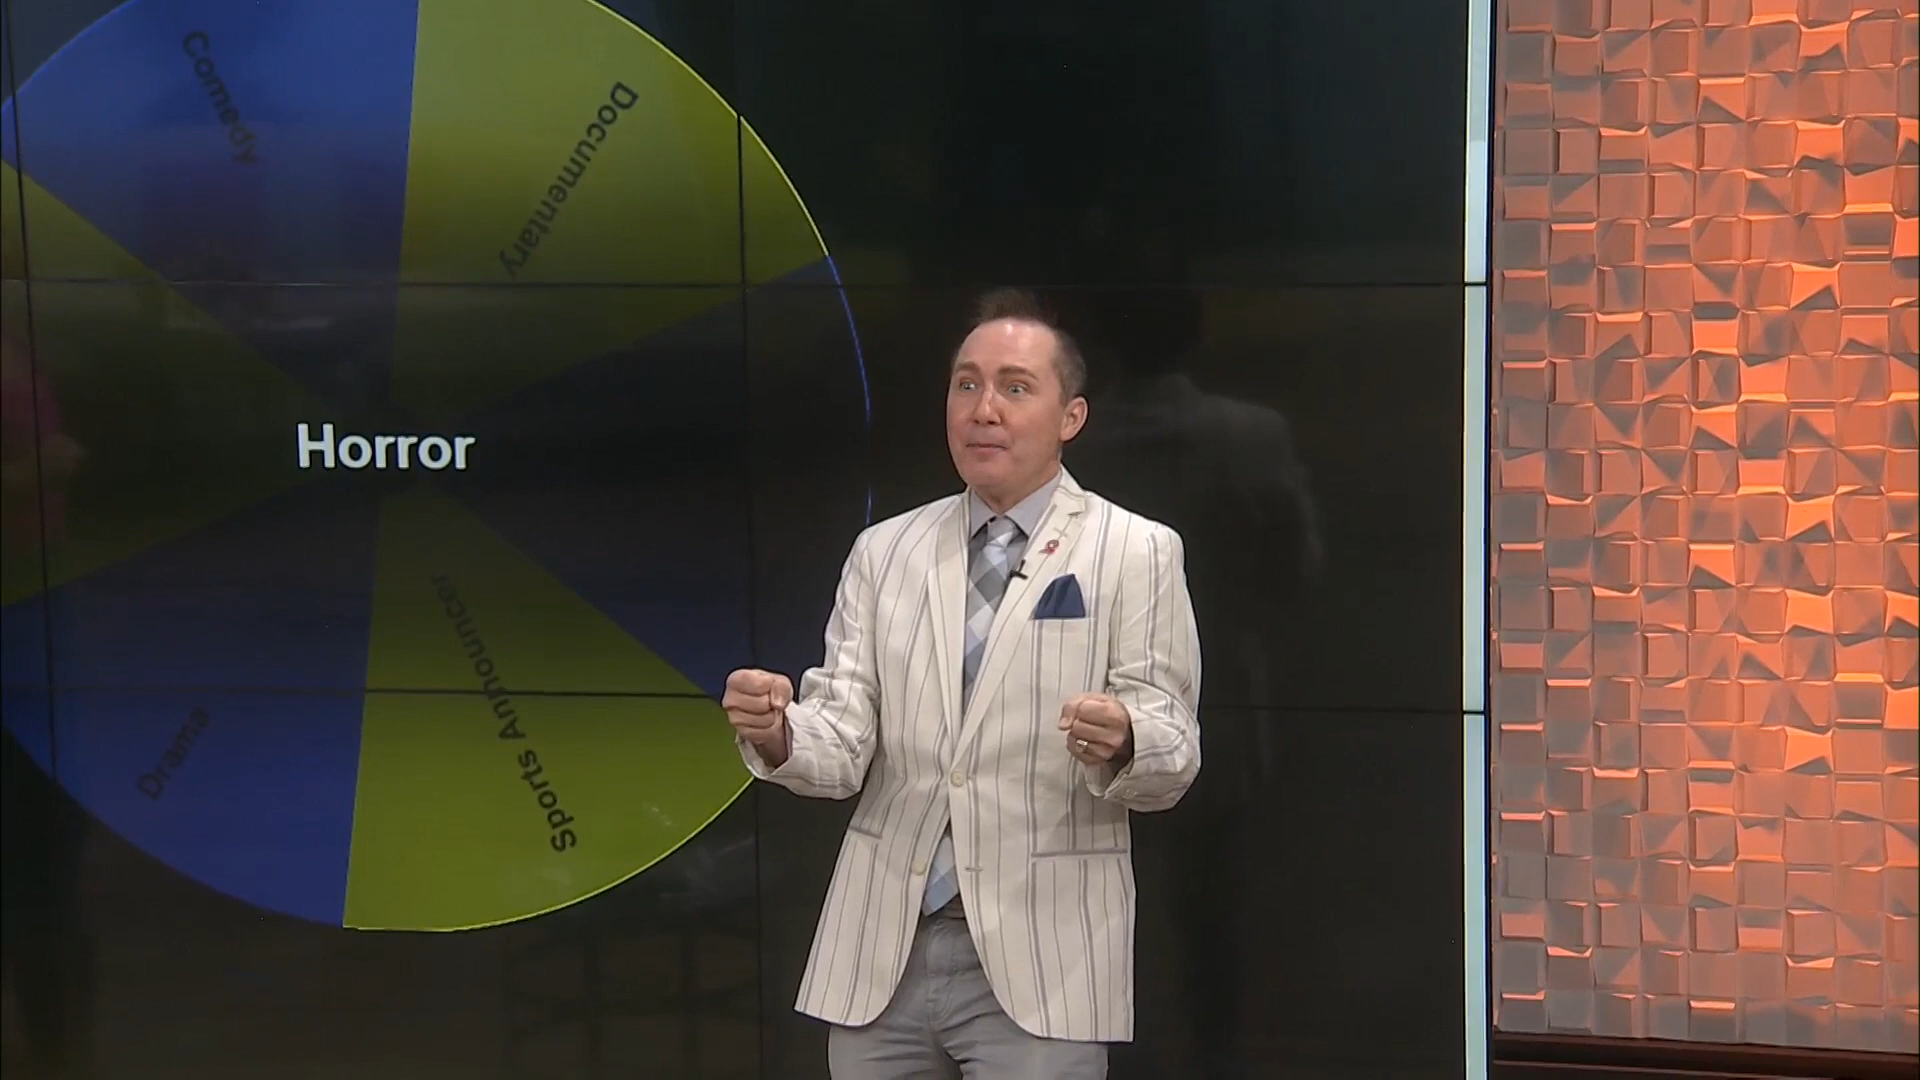 Comedy
Documentary
Horror
Sports Announcer
Drama